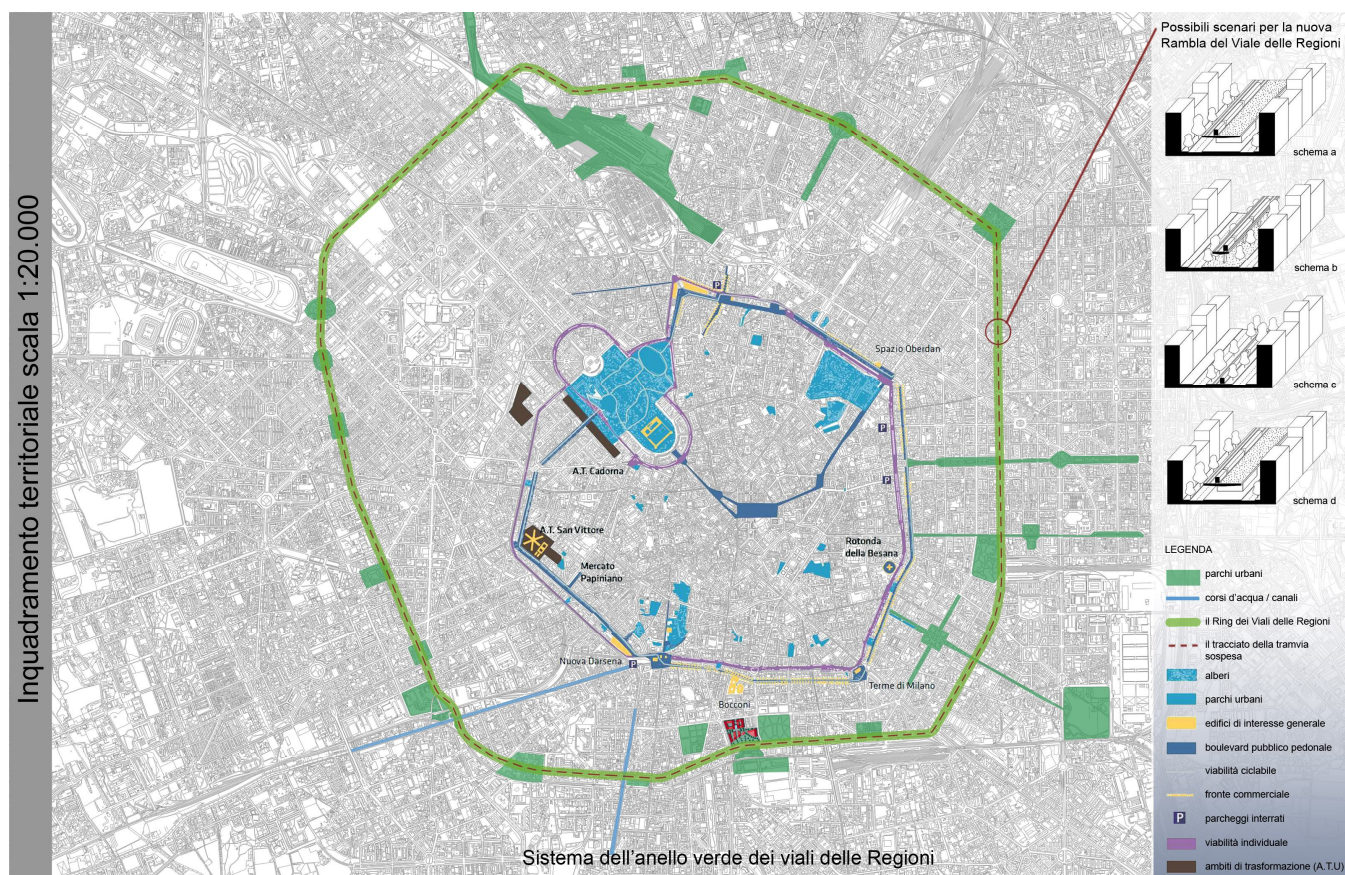 Inquadramento territoriale scala 1:20.000
Possibili scenari per la nuova
Rambla del Viale delle Regioni
schema a
schema b
schema c
schema d
P
Spazio Oberdan
P
A.T. Cadorna
P
A.T. San Vittore
Rotonda
della Besana
Mercato
Papiniano
Nuova Darsena
P
Terme di Milano
Bocconi
Sistema dell'anello verde dei viali delle Regioni
LEGENDA
parchi urbani
corsi d'acqua / canali
il Ring dei Viali delle Regioni
il tracciato della tramvia
sospesa
alberi
parchi urbani
edifici di interesse generale
boulevard pubblico pedonale
viabilità ciclabile
fronte commerciale
P parcheggi interrati
viabilità individuale
ambiti di trasformazione (A.T.U)